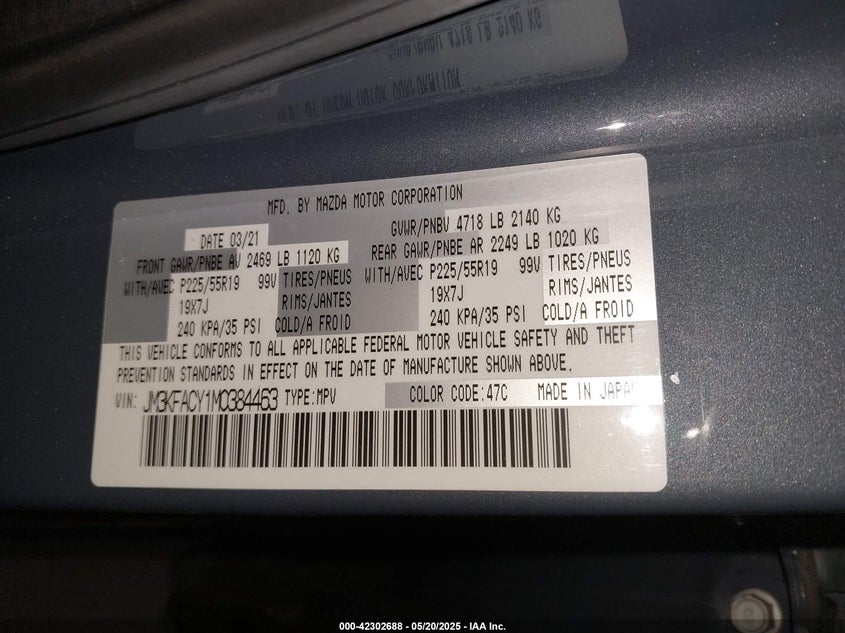 MFD. BY MAZDA MOTOR CORPORATION
DATE 03/21 GVWR/PNBV 4718 LB 2140 KG
FRONT GAWR/PNBE AV 2469 LB 1120 KG REAR GAWR/PNBE AR 2249 LB 1020 KG
WITH/AVEC P225/55R19 99V TIRES/PNEUS WITH/AVEC P225/55R19 99V TIRES/PNEUS
19X7J RIMS/JANTES 19X7J RIMS/JANTES
240 KPA/35 PSI COLD/A FROID 240 KPA/35 PSI COLD/A FROID
THIS VEHICLE CONFORMS TO ALL APPLICABLE FEDERAL MOTOR VEHICLE SAFETY AND THEFT
PREVENTION STANDARDS IN EFFECT ON THE DATE OF MANUFACTURE SHOWN ABOVE.
VIN: JM3KFACY1M0384463 TYPE:MPV COLOR CODE:47C MADE IN JAPAN
000-42302688 - 05/20/2025 - IAA Inc.